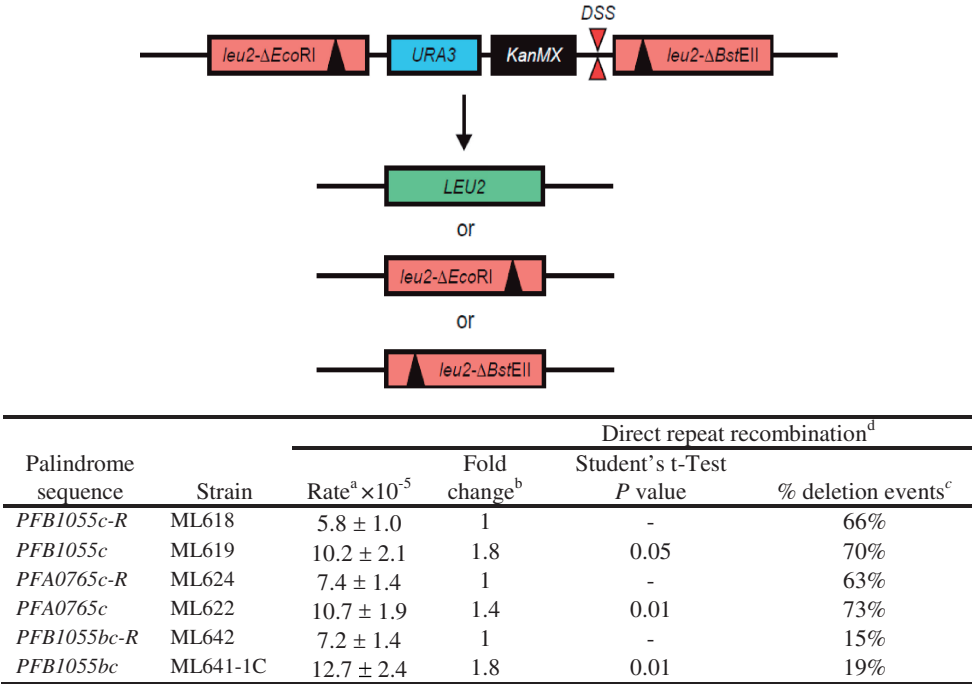 DSS
leu2-ΔEcoRI URA3 KanMX leu2-ΔBstEII
LEU2
or
leu2-ΔEcoRI
or
leu2-ΔBstEII
Direct repeat recombinationᵈ
Palindrome Fold Student's t-Test
sequence Strain Rateᵃ ×10⁻⁵ changeᵇ P value % deletion eventsᶜ
PFB1055c-R ML618 5.8 ± 1.0 1 - 66%
PFB1055c ML619 10.2 ± 2.1 1.8 0.05 70%
PFA0765c-R ML624 7.4 ± 1.4 1 - 63%
PFA0765c ML622 10.7 ± 1.9 1.4 0.01 73%
PFB1055bc-R ML642 7.2 ± 1.4 1 - 15%
PFB1055bc ML641-1C 12.7 ± 2.4 1.8 0.01 19%